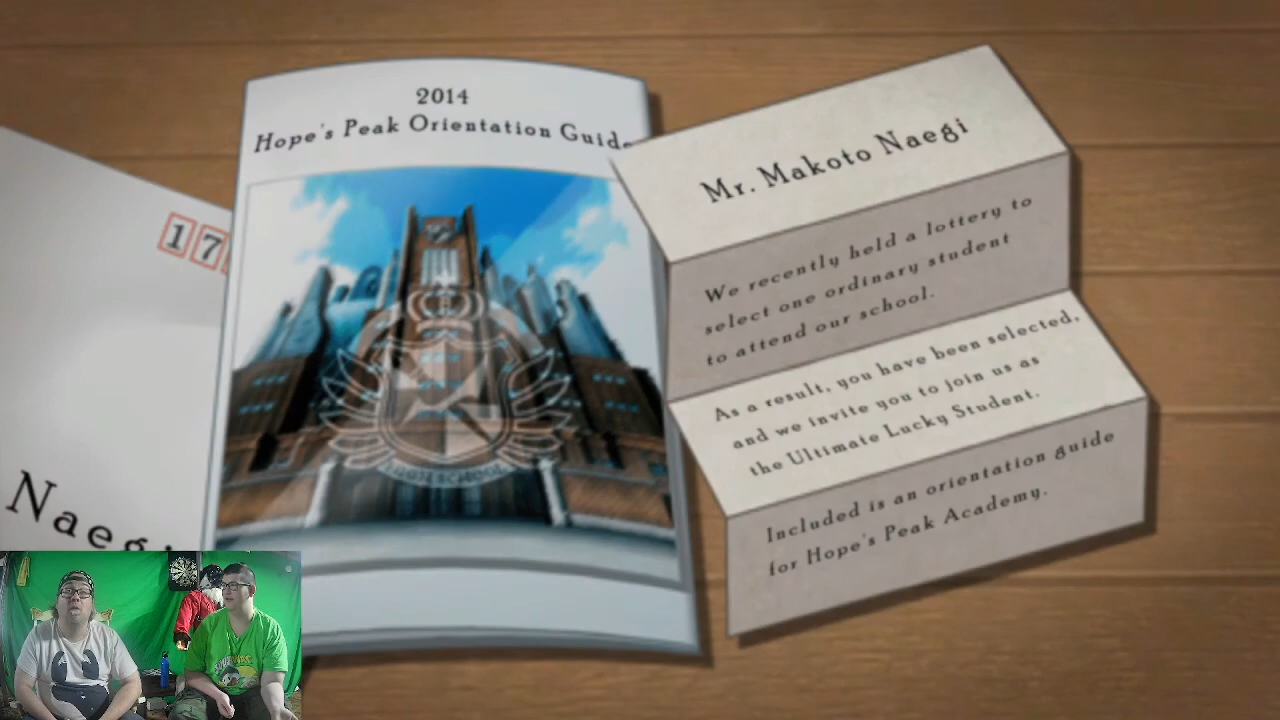 2014
Hope's Peak Orientation Guide
17
Naegi
Mr. Makoto Naegi
We recently held a lottery to
select one ordinary student
to attend our school.
As a result, you have been selected,
and we invite you to join us as
the Ultimate Lucky Student.
Included is an orientation guide
for Hope's Peak Academy.